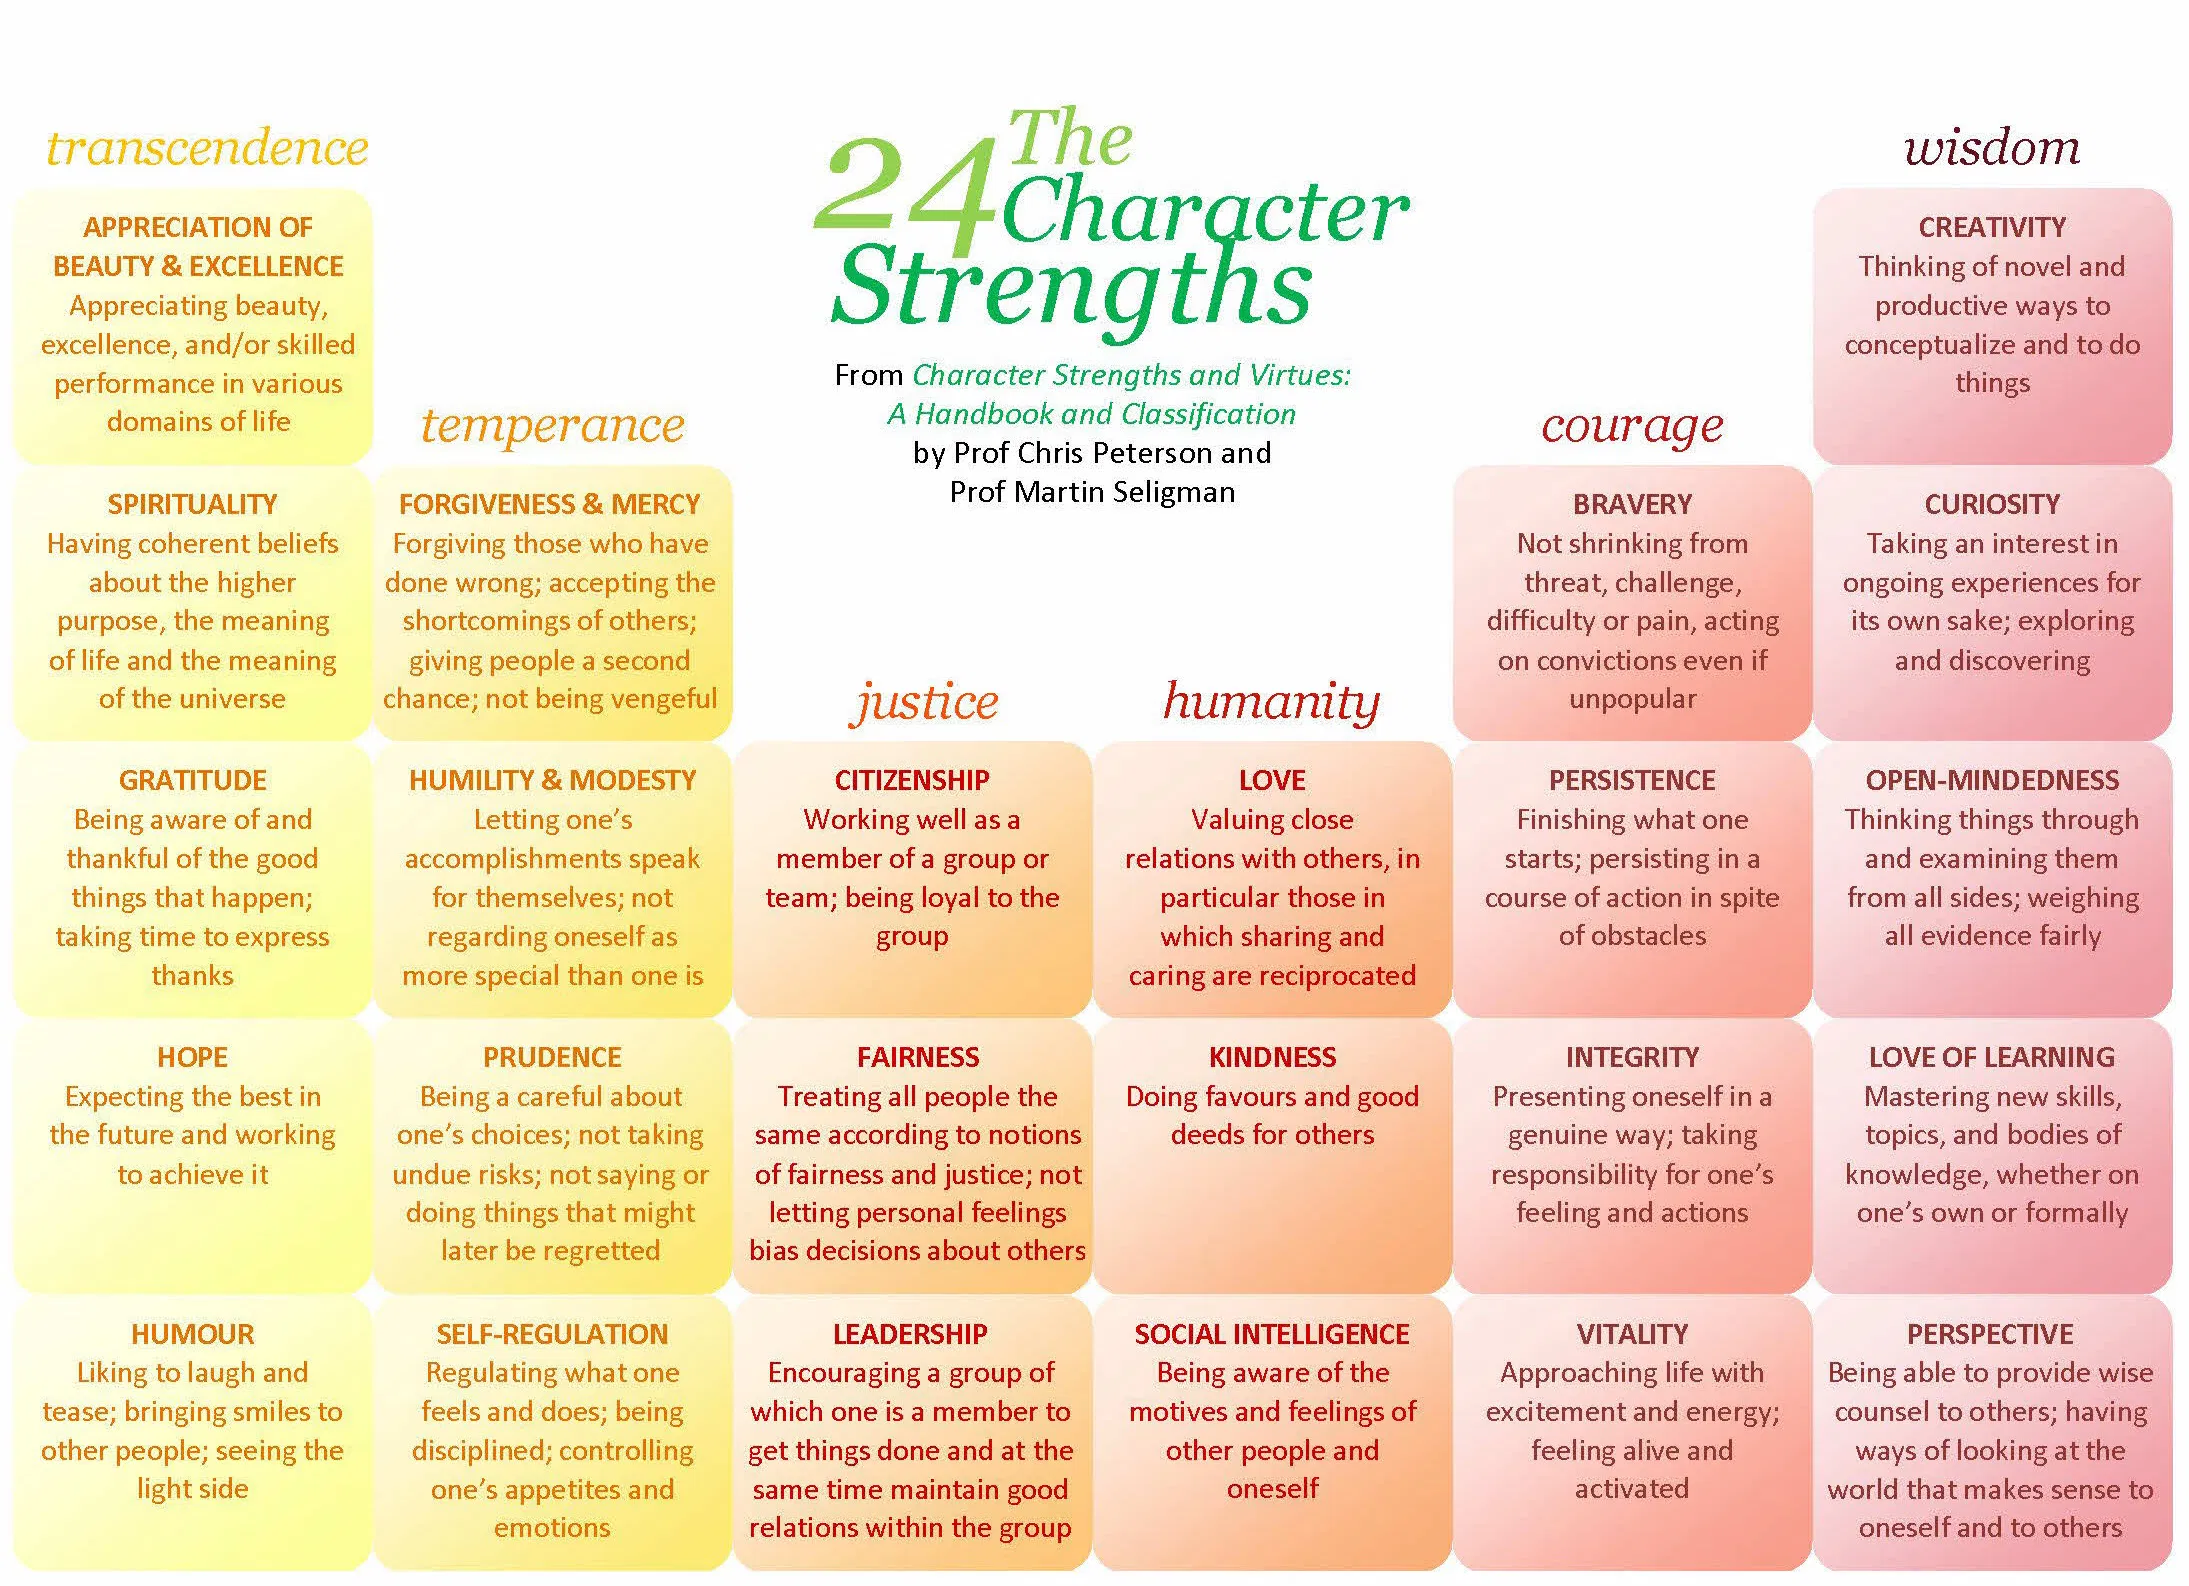 The
24 Character
Strengths
From Character Strengths and Virtues:
A Handbook and Classification
by Prof Chris Peterson and
Prof Martin Seligman
transcendence
APPRECIATION OF
BEAUTY & EXCELLENCE
Appreciating beauty,
excellence, and/or skilled
performance in various
domains of life
SPIRITUALITY
Having coherent beliefs
about the higher
purpose, the meaning
of life and the meaning
of the universe
GRATITUDE
Being aware of and
thankful of the good
things that happen;
taking time to express
thanks
HOPE
Expecting the best in
the future and working
to achieve it
HUMOUR
Liking to laugh and
tease; bringing smiles to
other people; seeing the
light side
temperance
FORGIVENESS & MERCY
Forgiving those who have
done wrong; accepting the
shortcomings of others;
giving people a second
chance; not being vengeful
HUMILITY & MODESTY
Letting one's
accomplishments speak
for themselves; not
regarding oneself as
more special than one is
PRUDENCE
Being a careful about
one's choices; not taking
undue risks; not saying or
doing things that might
later be regretted
SELF-REGULATION
Regulating what one
feels and does; being
disciplined; controlling
one's appetites and
emotions
justice
CITIZENSHIP
Working well as a
member of a group or
team; being loyal to the
group
FAIRNESS
Treating all people the
same according to notions
of fairness and justice; not
letting personal feelings
bias decisions about others
LEADERSHIP
Encouraging a group of
which one is a member to
get things done and at the
same time maintain good
relations within the group
humanity
LOVE
Valuing close
relations with others, in
particular those in
which sharing and
caring are reciprocated
KINDNESS
Doing favours and good
deeds for others
SOCIAL INTELLIGENCE
Being aware of the
motives and feelings of
other people and
oneself
courage
BRAVERY
Not shrinking from
threat, challenge,
difficulty or pain, acting
on convictions even if
unpopular
PERSISTENCE
Finishing what one
starts; persisting in a
course of action in spite
of obstacles
INTEGRITY
Presenting oneself in a
genuine way; taking
responsibility for one's
feeling and actions
VITALITY
Approaching life with
excitement and energy;
feeling alive and
activated
wisdom
CREATIVITY
Thinking of novel and
productive ways to
conceptualize and to do
things
CURIOSITY
Taking an interest in
ongoing experiences for
its own sake; exploring
and discovering
OPEN-MINDEDNESS
Thinking things through
and examining them
from all sides; weighing
all evidence fairly
LOVE OF LEARNING
Mastering new skills,
topics, and bodies of
knowledge, whether on
one's own or formally
PERSPECTIVE
Being able to provide wise
counsel to others; having
ways of looking at the
world that makes sense to
oneself and to others